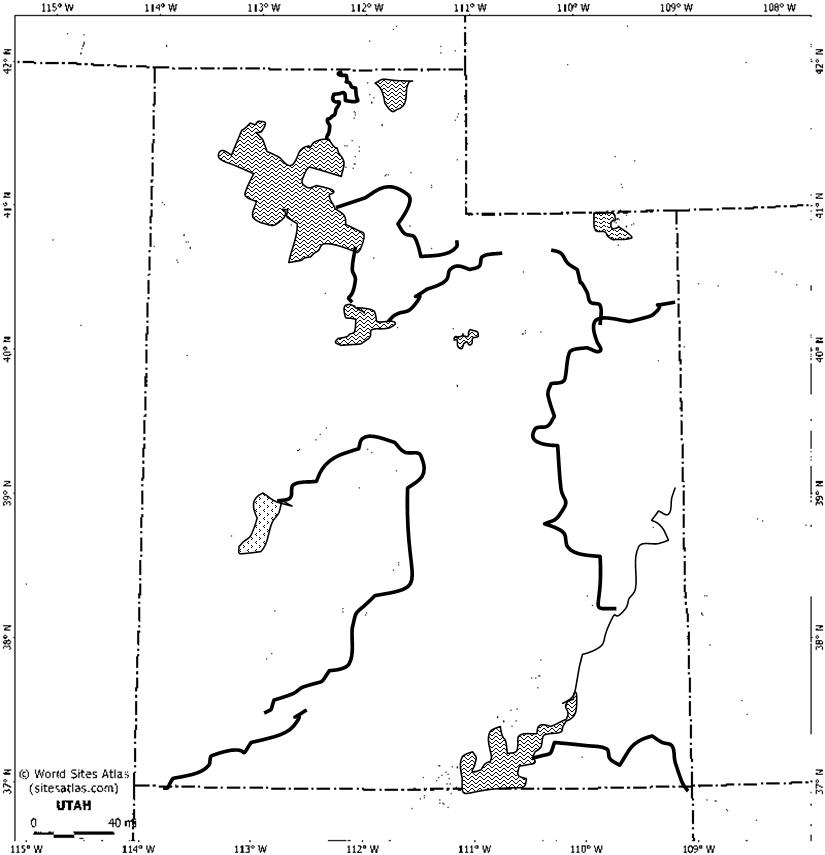 115° W 114° W 113° W 112° W 111° W 110° W 109° W 108° W
42° N 42° N
41° N 41° N
40° N 40° N
39° N 39° N
38° N 38° N
37° N 37° N
© World Sites Atlas
(sitesatlas.com)
UTAH
0 40 mi
115° W 114° W 113° W 112° W 111° W 110° W 109° W